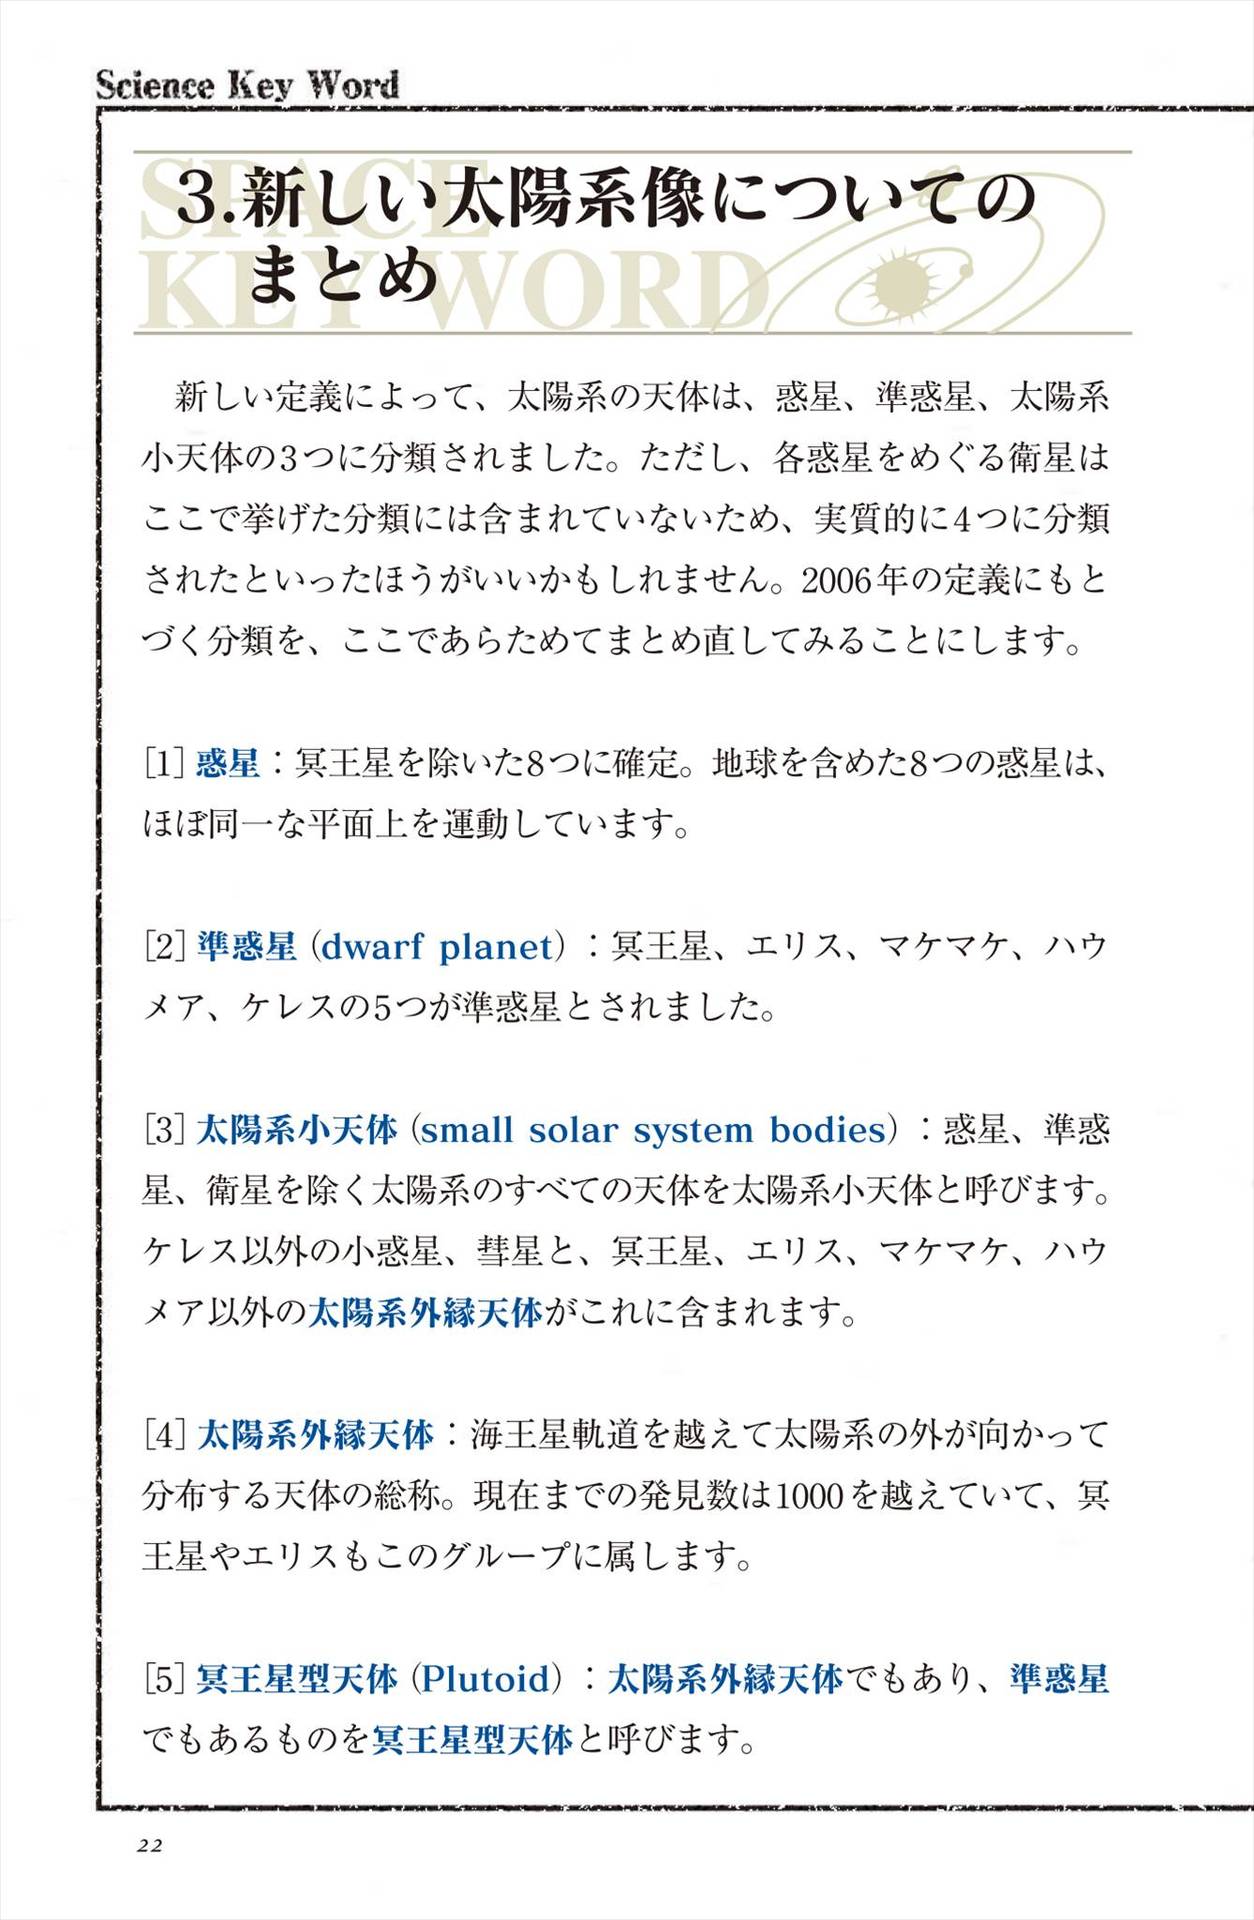 Science Key Word
SPACE
KEY WORD
3.新しい太陽系像についての
まとめ
新しい定義によって、太陽系の天体は、惑星、準惑星、太陽系
小天体の3つに分類されました。ただし、各惑星をめぐる衛星は
ここで挙げた分類には含まれていないため、実質的に4つに分類
されたといったほうがいいかもしれません。2006年の定義にもと
づく分類を、ここであらためてまとめ直してみることにします。
[1] 惑星：冥王星を除いた8つに確定。地球を含めた8つの惑星は、
ほぼ同一な平面上を運動しています。
[2] 準惑星（dwarf planet）：冥王星、エリス、マケマケ、ハウ
メア、ケレスの5つが準惑星とされました。
[3] 太陽系小天体（small solar system bodies）：惑星、準惑
星、衛星を除く太陽系のすべての天体を太陽系小天体と呼びます。
ケレス以外の小惑星、彗星と、冥王星、エリス、マケマケ、ハウ
メア以外の太陽系外縁天体がこれに含まれます。
[4] 太陽系外縁天体：海王星軌道を越えて太陽系の外が向かって
分布する天体の総称。現在までの発見数は1000を越えていて、冥
王星やエリスもこのグループに属します。
[5] 冥王星型天体（Plutoid）：太陽系外縁天体でもあり、準惑星
でもあるものを冥王星型天体と呼びます。
22